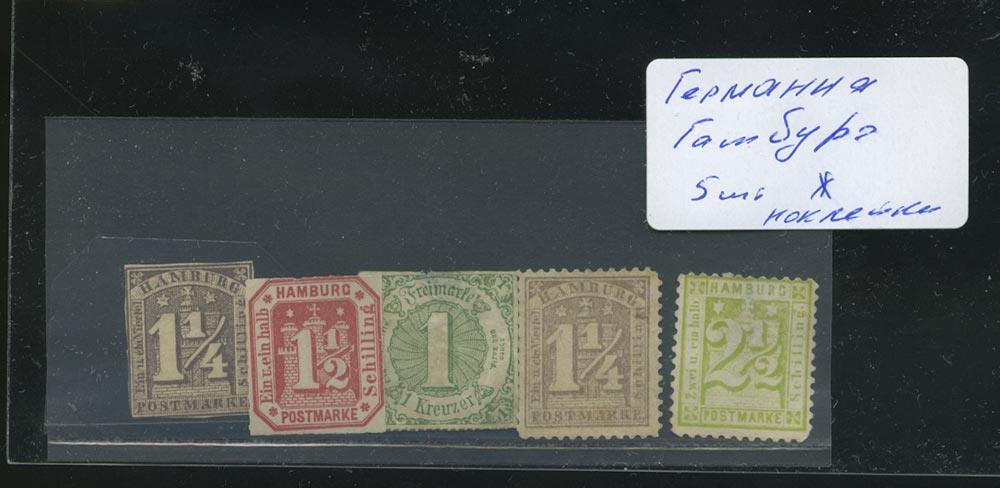 Германия
Гамбург
5 шт Ж
наклейки
HAMBURG
1 1/4
Ein u. ein Viertel
Schilling
POSTMARKE
HAMBURG
Ein u. ein halb
1 1/2
Schilling
POSTMARKE
Freimarke
1
1 Kreuzer
HAMBURG
1 1/4
Ein u. ein Viertel
Schilling
POSTMARKE
HAMBURG
Zwei u. ein halb
2 1/2
Schilling
POSTMARKE